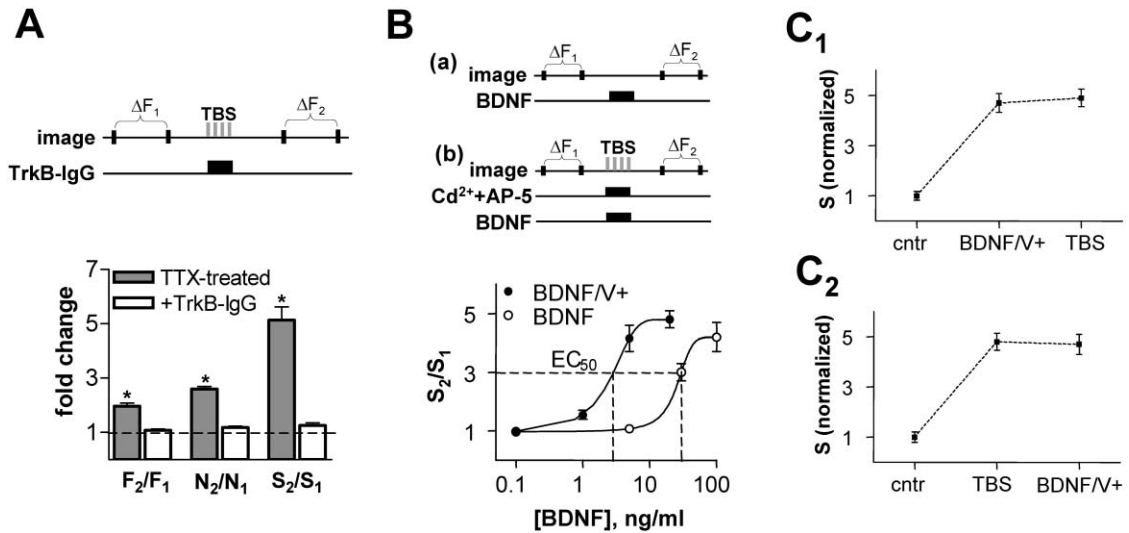 A
ΔF1
TBS
ΔF2
image
TrkB-IgG
7
5
3
1
fold change
TTX-treated
+TrkB-IgG
*
*
*
F2/F1
N2/N1
S2/S1
B
(a)
ΔF1
ΔF2
image
BDNF
(b)
ΔF1
TBS
ΔF2
image
Cd2++AP-5
BDNF
BDNF/V+
BDNF
5
3
1
S2/S1
EC50
0.1
1
10
100
[BDNF], ng/ml
C1
5
3
1
S (normalized)
cntr
BDNF/V+
TBS
C2
5
3
1
S (normalized)
cntr
TBS
BDNF/V+